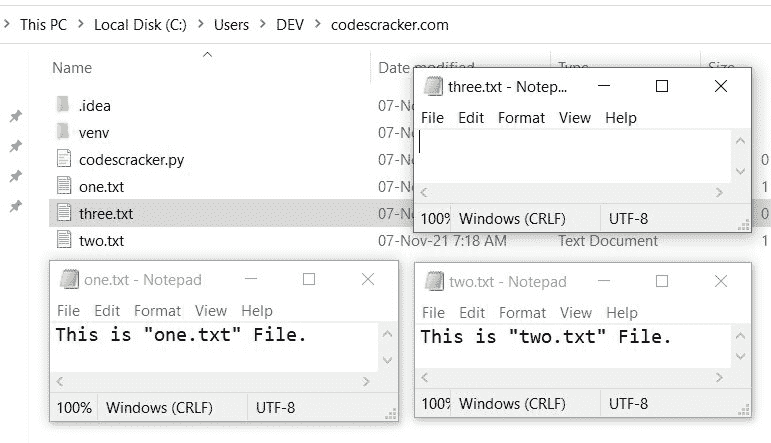 This PC > Local Disk (C:) > Users > DEV > codescracker.com
Name Date modified Type Size
.idea 07-No
venv 07-No
codescracker.py 07-No 0
one.txt 07-No 1
three.txt 07-No 0
two.txt 07-Nov-21 7:18 AM Text Document 1
three.txt - Notep...
File Edit Format View Help
100% Windows (CRLF) UTF-8
one.txt - Notepad
File Edit Format View Help
This is "one.txt" File.
100% Windows (CRLF) UTF-8
two.txt - Notepad
File Edit Format View Help
This is "two.txt" File.
100% Windows (CRLF) UTF-8